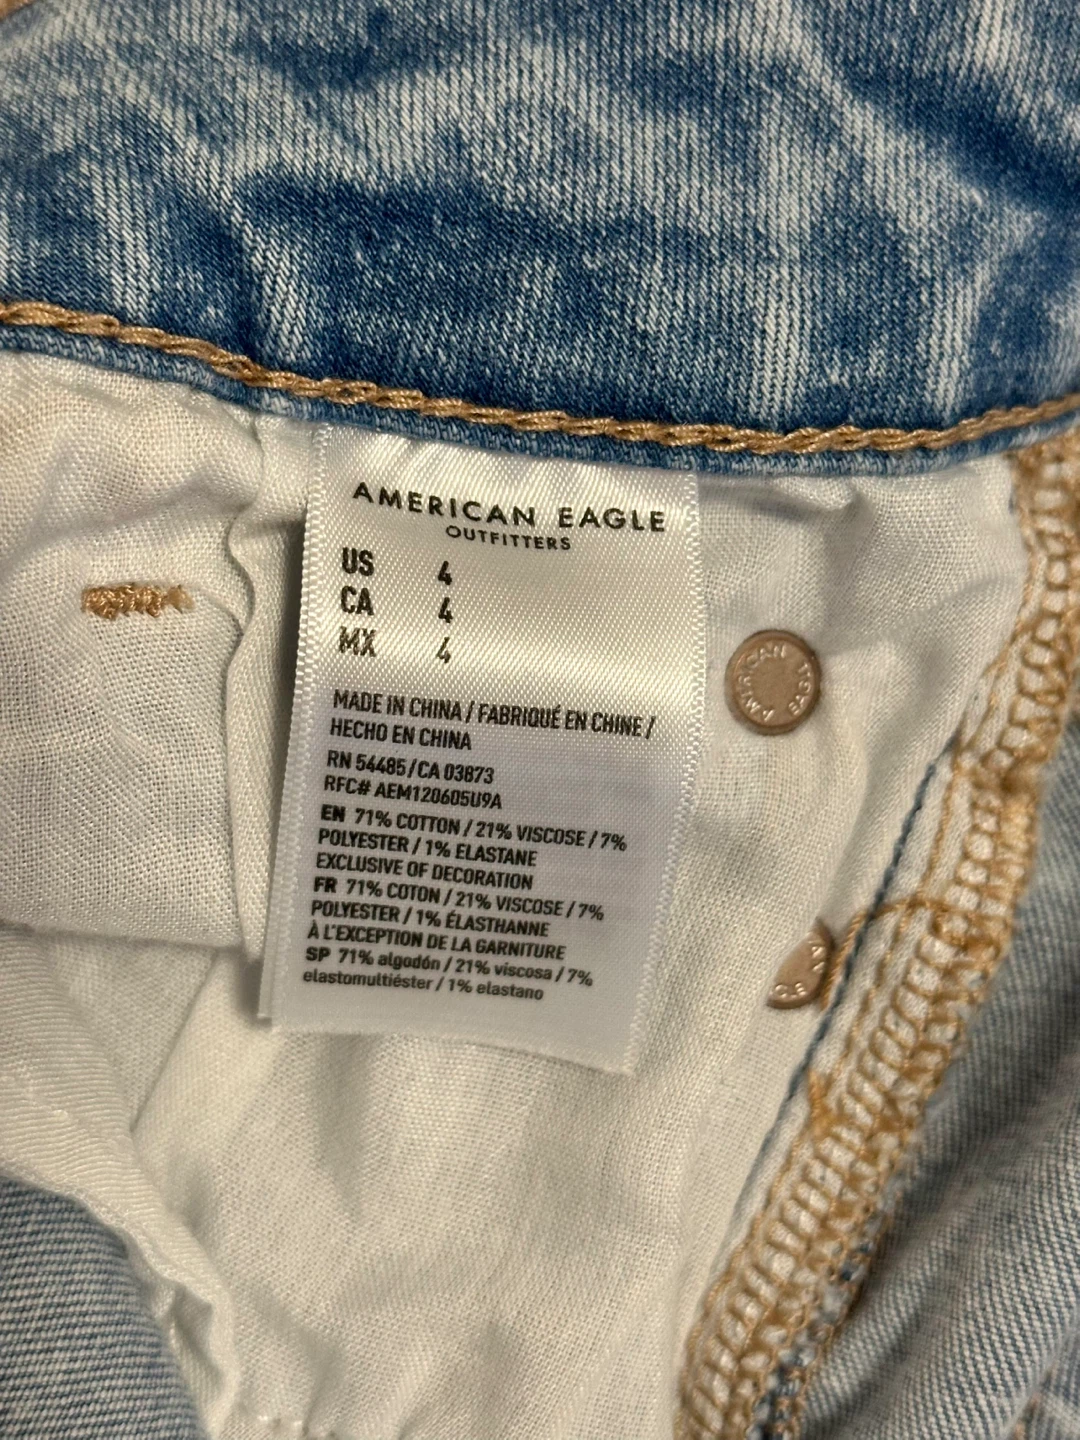 AMERICAN EAGLE
OUTFITTERS
US 4
CA 4
MX 4
MADE IN CHINA / FABRIQUÉ EN CHINE /
HECHO EN CHINA
RN 54485 / CA 03873
RFC# AEM120605U9A
EN 71% COTTON / 21% VISCOSE / 7%
POLYESTER / 1% ELASTANE
EXCLUSIVE OF DECORATION
FR 71% COTON / 21% VISCOSE / 7%
POLYESTER / 1% ÉLASTHANNE
À L'EXCEPTION DE LA GARNITURE
SP 71% algodón / 21% viscosa / 7%
elastomultiéster / 1% elastano
AMERICAN